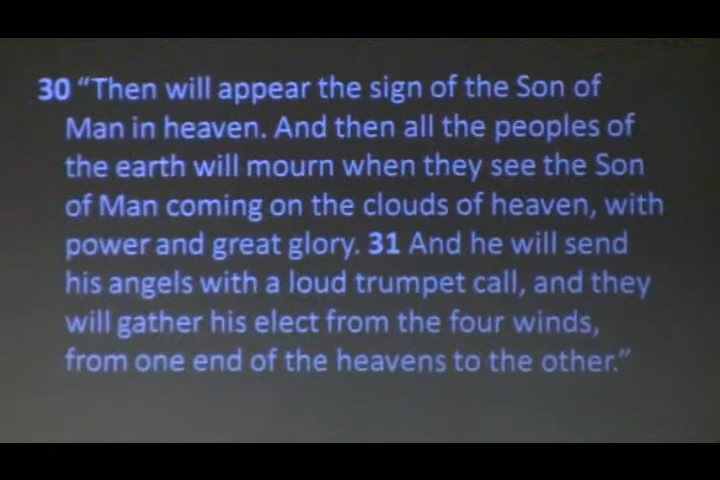 30 “Then will appear the sign of the Son of
Man in heaven. And then all the peoples of
the earth will mourn when they see the Son
of Man coming on the clouds of heaven, with
power and great glory. 31 And he will send
his angels with a loud trumpet call, and they
will gather his elect from the four winds,
from one end of the heavens to the other.”